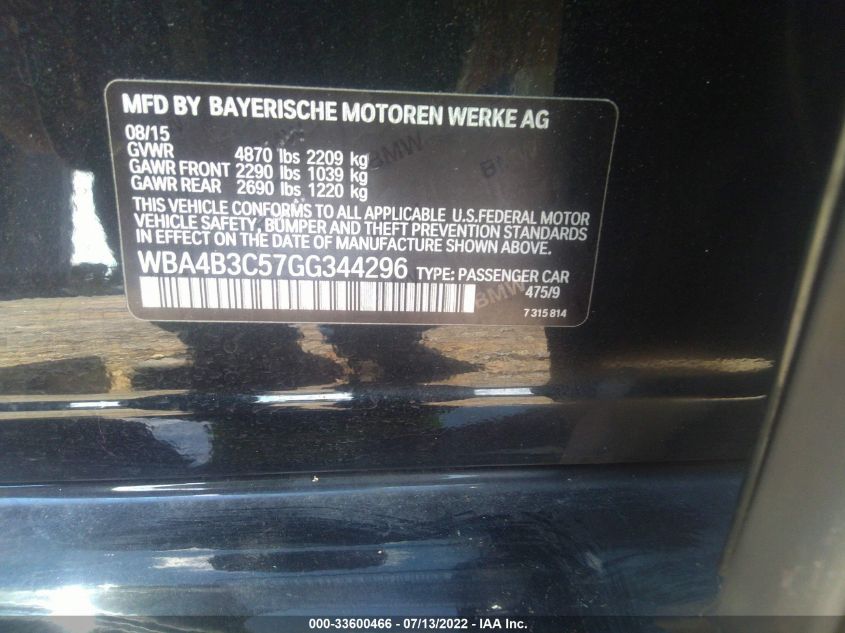 MFD BY BAYERISCHE MOTOREN WERKE AG
08/15
GVWR 4870 lbs 2209 kg
GAWR FRONT 2290 lbs 1039 kg
GAWR REAR 2690 lbs 1220 kg
THIS VEHICLE CONFORMS TO ALL APPLICABLE U.S.FEDERAL MOTOR
VEHICLE SAFETY, BUMPER AND THEFT PREVENTION STANDARDS
IN EFFECT ON THE DATE OF MANUFACTURE SHOWN ABOVE.
WBA4B3C57GG344296 TYPE: PASSENGER CAR
475/9
7 315 814
BMW
BMW
BMW
000-33600466 - 07/13/2022 - IAA Inc.